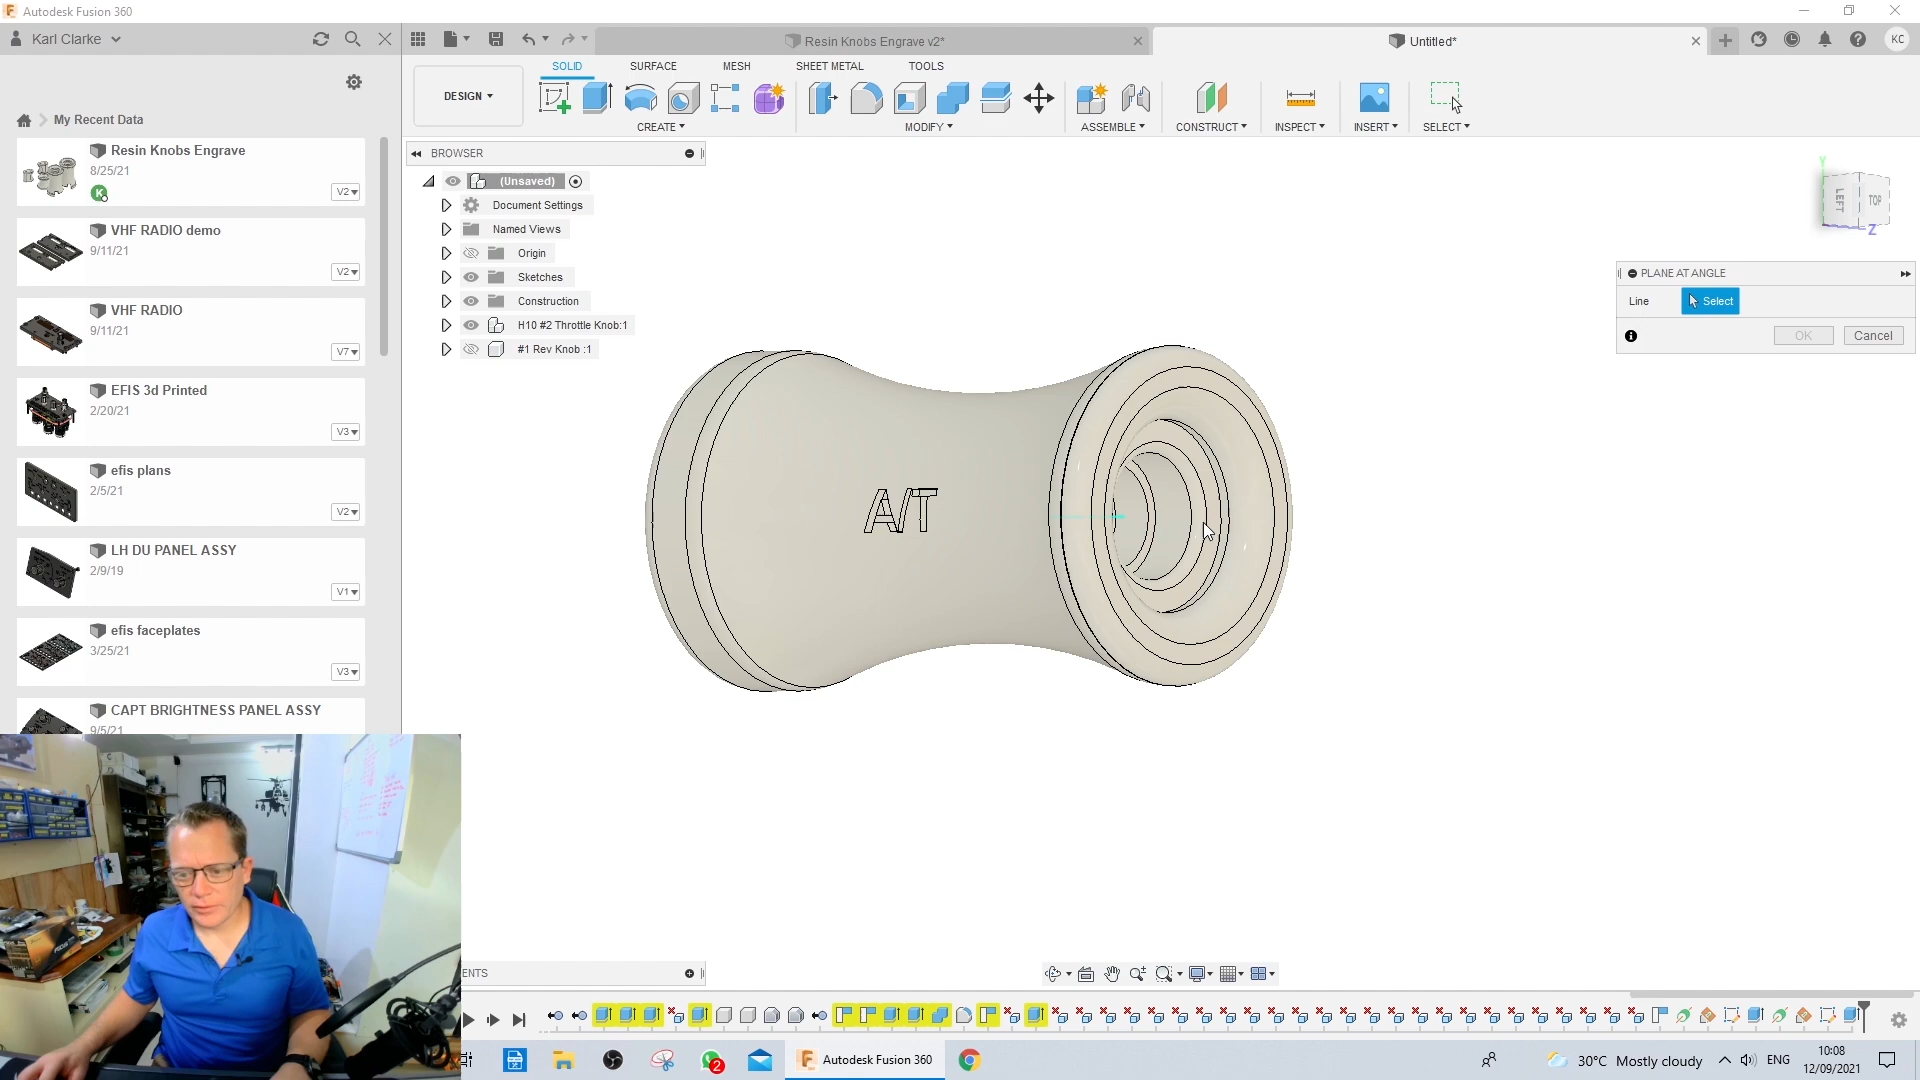 Autodesk Fusion 360
Karl Clarke
Resin Knobs Engrave v2*
Untitled*
KC
SOLID
SURFACE
MESH
SHEET METAL
TOOLS
DESIGN
CREATE
MODIFY
ASSEMBLE
CONSTRUCT
INSPECT
INSERT
SELECT
My Recent Data
Resin Knobs Engrave
8/25/21
K
V2
VHF RADIO demo
9/11/21
V2
VHF RADIO
9/11/21
V7
EFIS 3d Printed
2/20/21
V3
efis plans
2/5/21
V2
LH DU PANEL ASSY
2/9/19
V1
efis faceplates
3/25/21
V3
CAPT BRIGHTNESS PANEL ASSY
9/5/21
BROWSER
(Unsaved)
Document Settings
Named Views
Origin
Sketches
Construction
H10 #2 Throttle Knob:1
#1 Rev Knob :1
A/T
Y
LEFT
TOP
Z
PLANE AT ANGLE
Line
Select
OK
Cancel
ENTS
2
Autodesk Fusion 360
30°C Mostly cloudy
ENG
10:08
12/09/2021